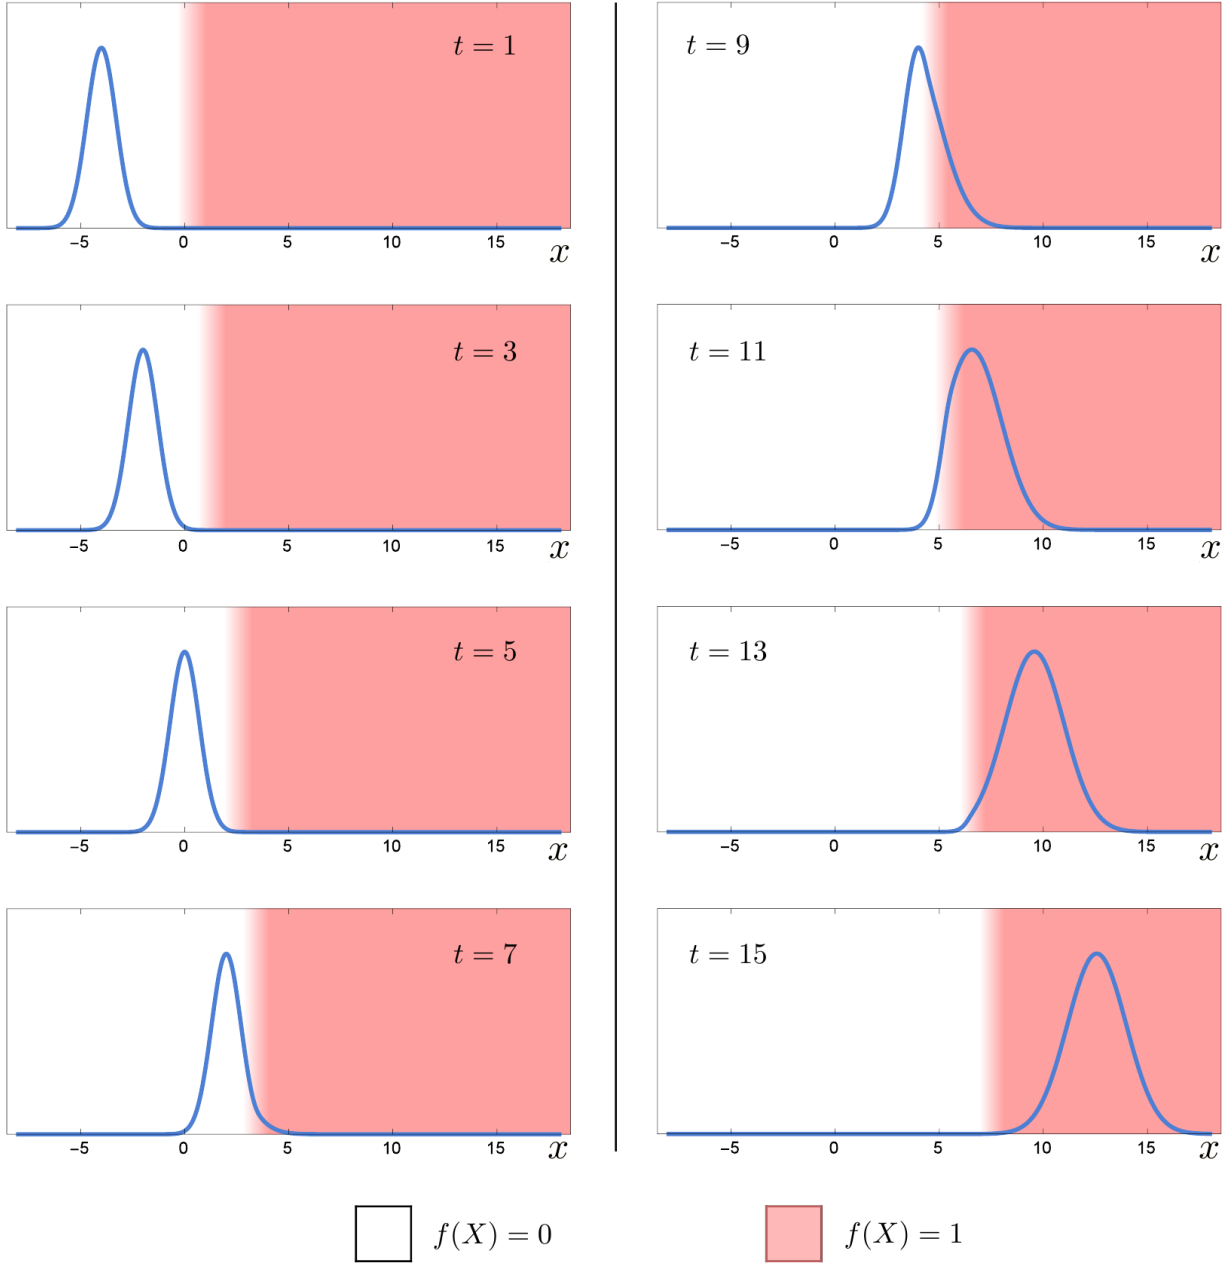 t = 1
−5 0 5 10 15
x
t = 3
−5 0 5 10 15
x
t = 5
−5 0 5 10 15
x
t = 7
−5 0 5 10 15
x
t = 9
−5 0 5 10 15
x
t = 11
−5 0 5 10 15
x
t = 13
−5 0 5 10 15
x
t = 15
−5 0 5 10 15
x
f(X) = 0
f(X) = 1